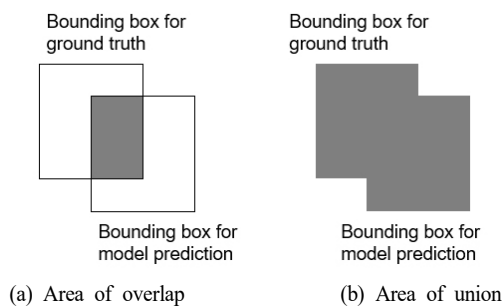 Bounding box for
ground truth
Bounding box for
ground truth
Bounding box for
model prediction
Bounding box for
model prediction
(a) Area of overlap
(b) Area of union